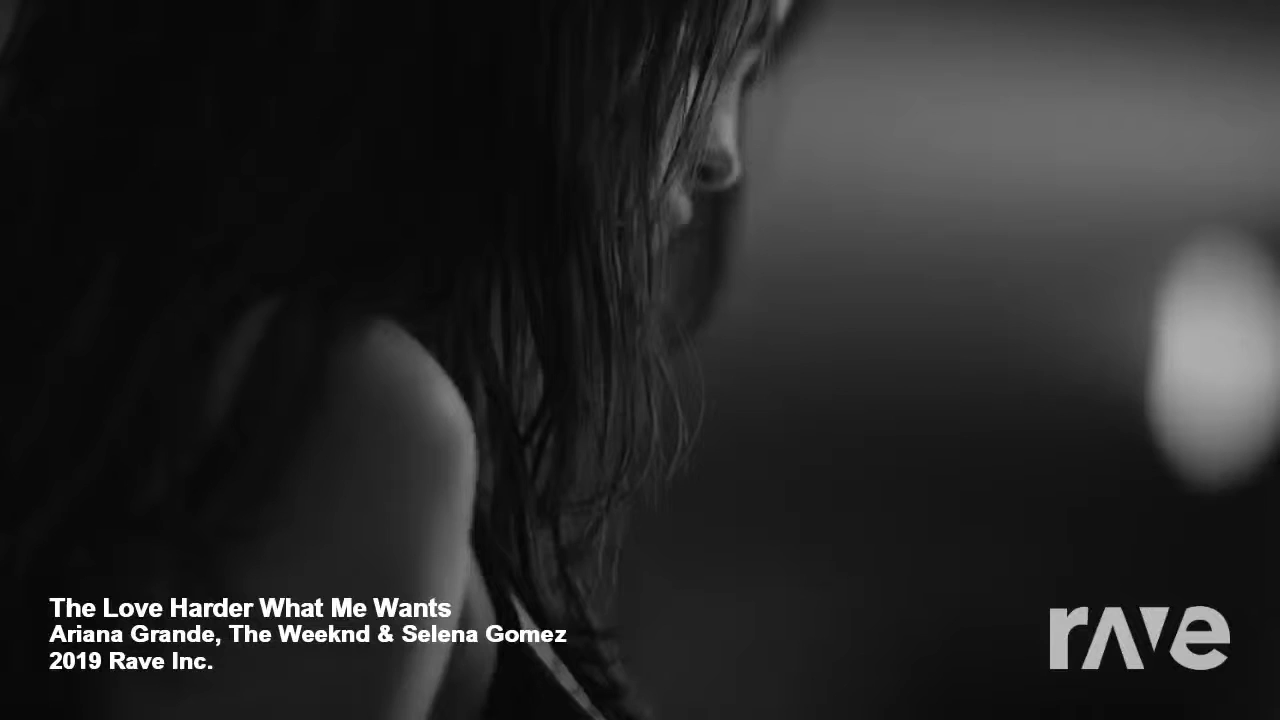 The Love Harder What Me Wants
Ariana Grande, The Weeknd & Selena Gomez
2019 Rave Inc.
rave